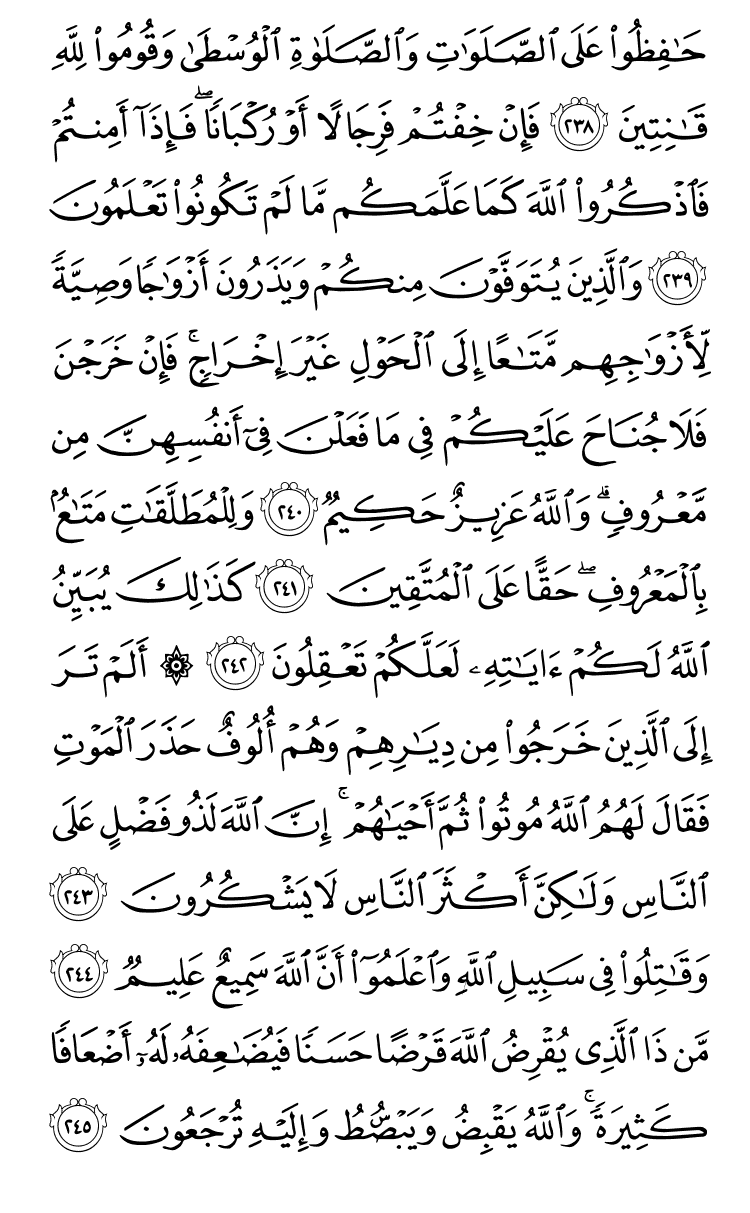 حَـٰفِظُوا۟ عَلَى ٱلصَّلَوَٰتِ وَٱلصَّلَوٰةِ ٱلْوُسْطَىٰ وَقُومُوا۟ لِلَّهِ
قَـٰنِتِينَ ٢٣٨ فَإِنْ خِفْتُمْ فَرِجَالًا أَوْ رُكْبَانًۭا ۖ فَإِذَآ أَمِنتُمْ
فَٱذْكُرُوا۟ ٱللَّهَ كَمَا عَلَّمَكُم مَّا لَمْ تَكُونُوا۟ تَعْلَمُونَ
٢٣٩ وَٱلَّذِينَ يُتَوَفَّوْنَ مِنكُمْ وَيَذَرُونَ أَزْوَٰجًۭا وَصِيَّةًۭ
لِّأَزْوَٰجِهِم مَّتَـٰعًا إِلَى ٱلْحَوْلِ غَيْرَ إِخْرَاجٍۢ ۚ فَإِنْ خَرَجْنَ
فَلَا جُنَاحَ عَلَيْكُمْ فِى مَا فَعَلْنَ فِىٓ أَنفُسِهِنَّ مِن
مَّعْرُوفٍۢ ۗ وَٱللَّهُ عَزِيزٌ حَكِيمٌۭ ٢٤٠ وَلِلْمُطَلَّقَـٰتِ مَتَـٰعٌۢ
بِٱلْمَعْرُوفِ ۖ حَقًّا عَلَى ٱلْمُتَّقِينَ ٢٤١ كَذَٰلِكَ يُبَيِّنُ
ٱللَّهُ لَكُمْ ءَايَـٰتِهِۦ لَعَلَّكُمْ تَعْقِلُونَ ٢٤٢ ۞ أَلَمْ تَرَ
إِلَى ٱلَّذِينَ خَرَجُوا۟ مِن دِيَـٰرِهِمْ وَهُمْ أُلُوفٌ حَذَرَ ٱلْمَوْتِ
فَقَالَ لَهُمُ ٱللَّهُ مُوتُوا۟ ثُمَّ أَحْيَـٰهُمْ ۚ إِنَّ ٱللَّهَ لَذُو فَضْلٍ عَلَى
ٱلنَّاسِ وَلَـٰكِنَّ أَكْثَرَ ٱلنَّاسِ لَا يَشْكُرُونَ ٢٤٣
وَقَـٰتِلُوا۟ فِى سَبِيلِ ٱللَّهِ وَٱعْلَمُوٓا۟ أَنَّ ٱللَّهَ سَمِيعٌ عَلِيمٌۭ ٢٤٤
مَّن ذَا ٱلَّذِى يُقْرِضُ ٱللَّهَ قَرْضًا حَسَنًۭا فَيُضَـٰعِفَهُۥ لَهُۥٓ أَضْعَافًۭا
كَثِيرَةًۭ ۚ وَٱللَّهُ يَقْبِضُ وَيَبْصُۜطُ وَإِلَيْهِ تُرْجَعُونَ ٢٤٥